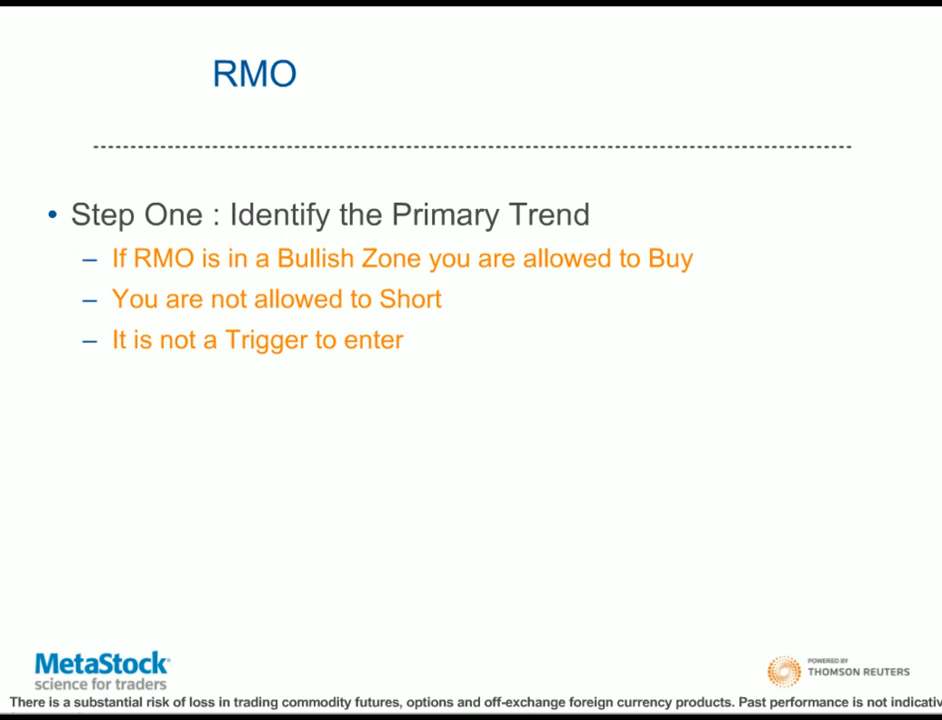 RMO
• Step One : Identify the Primary Trend
– If RMO is in a Bullish Zone you are allowed to Buy
– You are not allowed to Short
– It is not a Trigger to enter
MetaStock
science for traders
POWERED BY
THOMSON REUTERS
There is a substantial risk of loss in trading commodity futures, options and off-exchange foreign currency products. Past performance is not indicativ